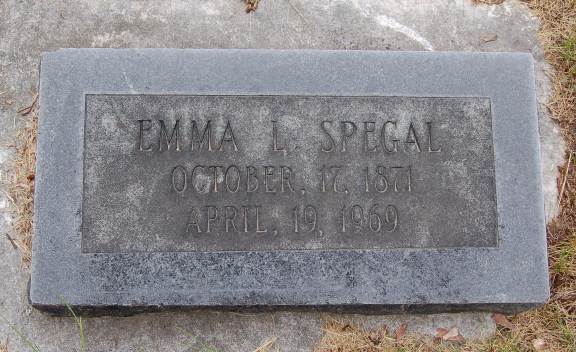 EMMA L. SPEGAL
OCTOBER, 17, 1871
APRIL, 19, 1969